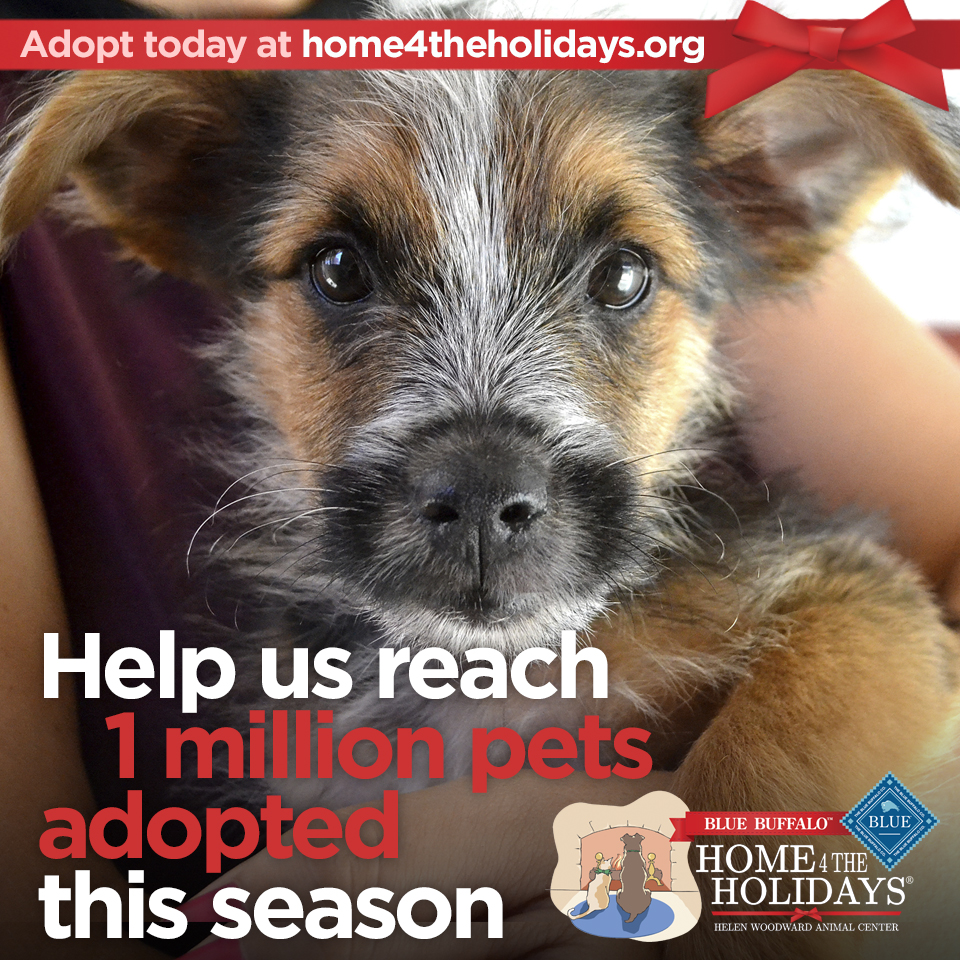 Adopt today at home4theholidays.org
Help us reach
1 million pets
adopted
this season
BLUE BUFFALO™
BLUE
HOME 4 THE
HOLIDAYS®
HELEN WOODWARD ANIMAL CENTER